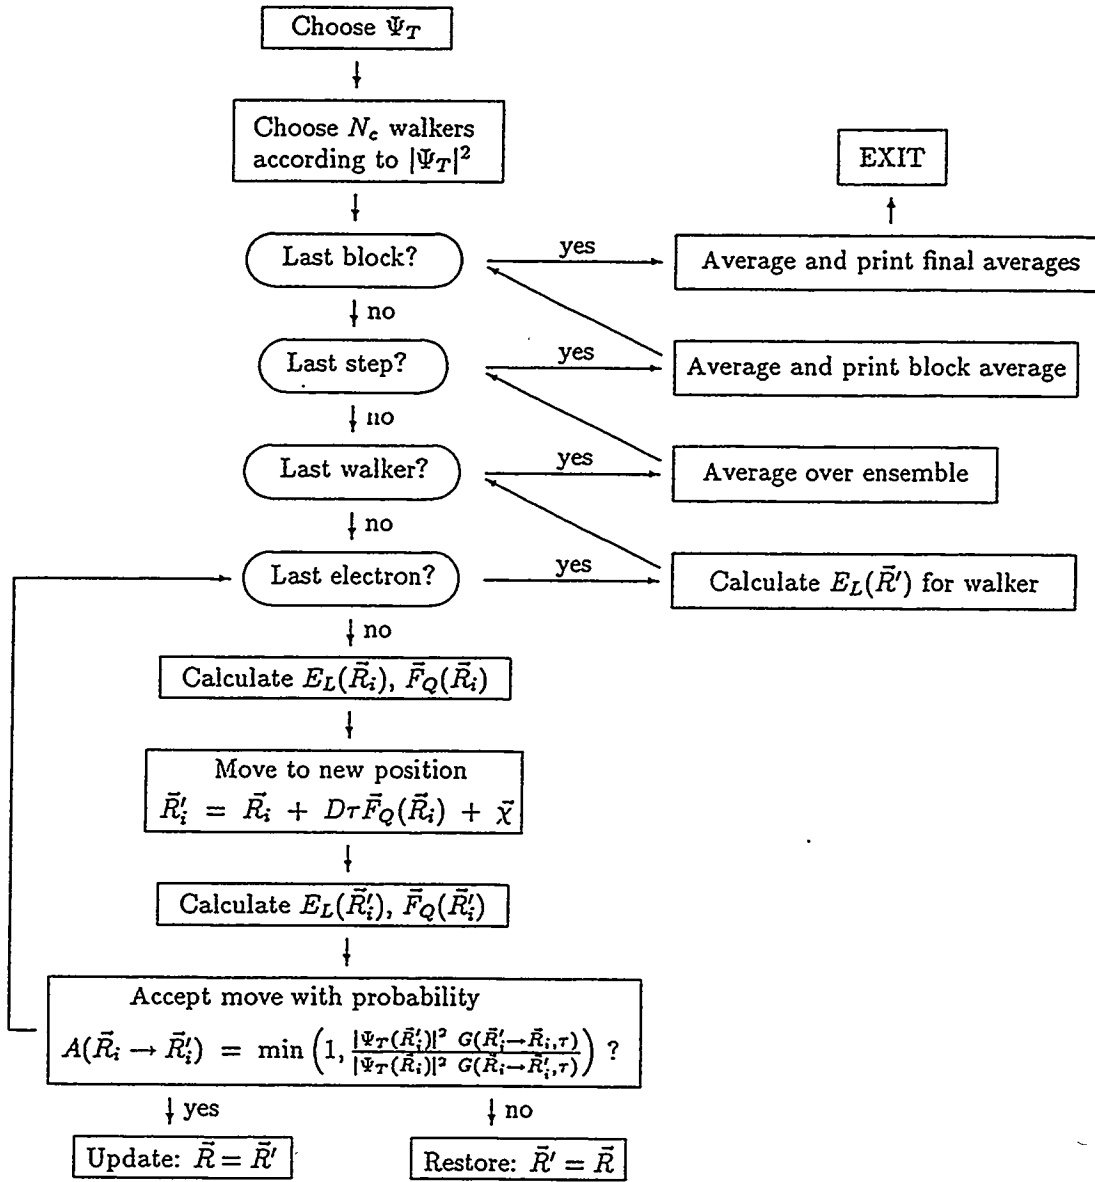 Choose Ψ_T
Choose N_c walkers
according to |Ψ_T|²
EXIT
Last block?
yes
Average and print final averages
no
Last step?
yes
Average and print block average
no
Last walker?
yes
Average over ensemble
no
Last electron?
yes
Calculate E_L(R⃗′) for walker
no
Calculate E_L(R⃗_i), F⃗_Q(R⃗_i)
Move to new position
R⃗′_i = R⃗_i + DτF⃗_Q(R⃗_i) + χ⃗
Calculate E_L(R⃗′_i), F⃗_Q(R⃗′_i)
Accept move with probability
A(R⃗_i → R⃗′_i) = min (1, |Ψ_T(R⃗′_i)|² G(R⃗′_i→R⃗_i,τ) / |Ψ_T(R⃗_i)|² G(R⃗_i→R⃗′_i,τ)) ?
yes
no
Update: R⃗ = R⃗′
Restore: R⃗′ = R⃗